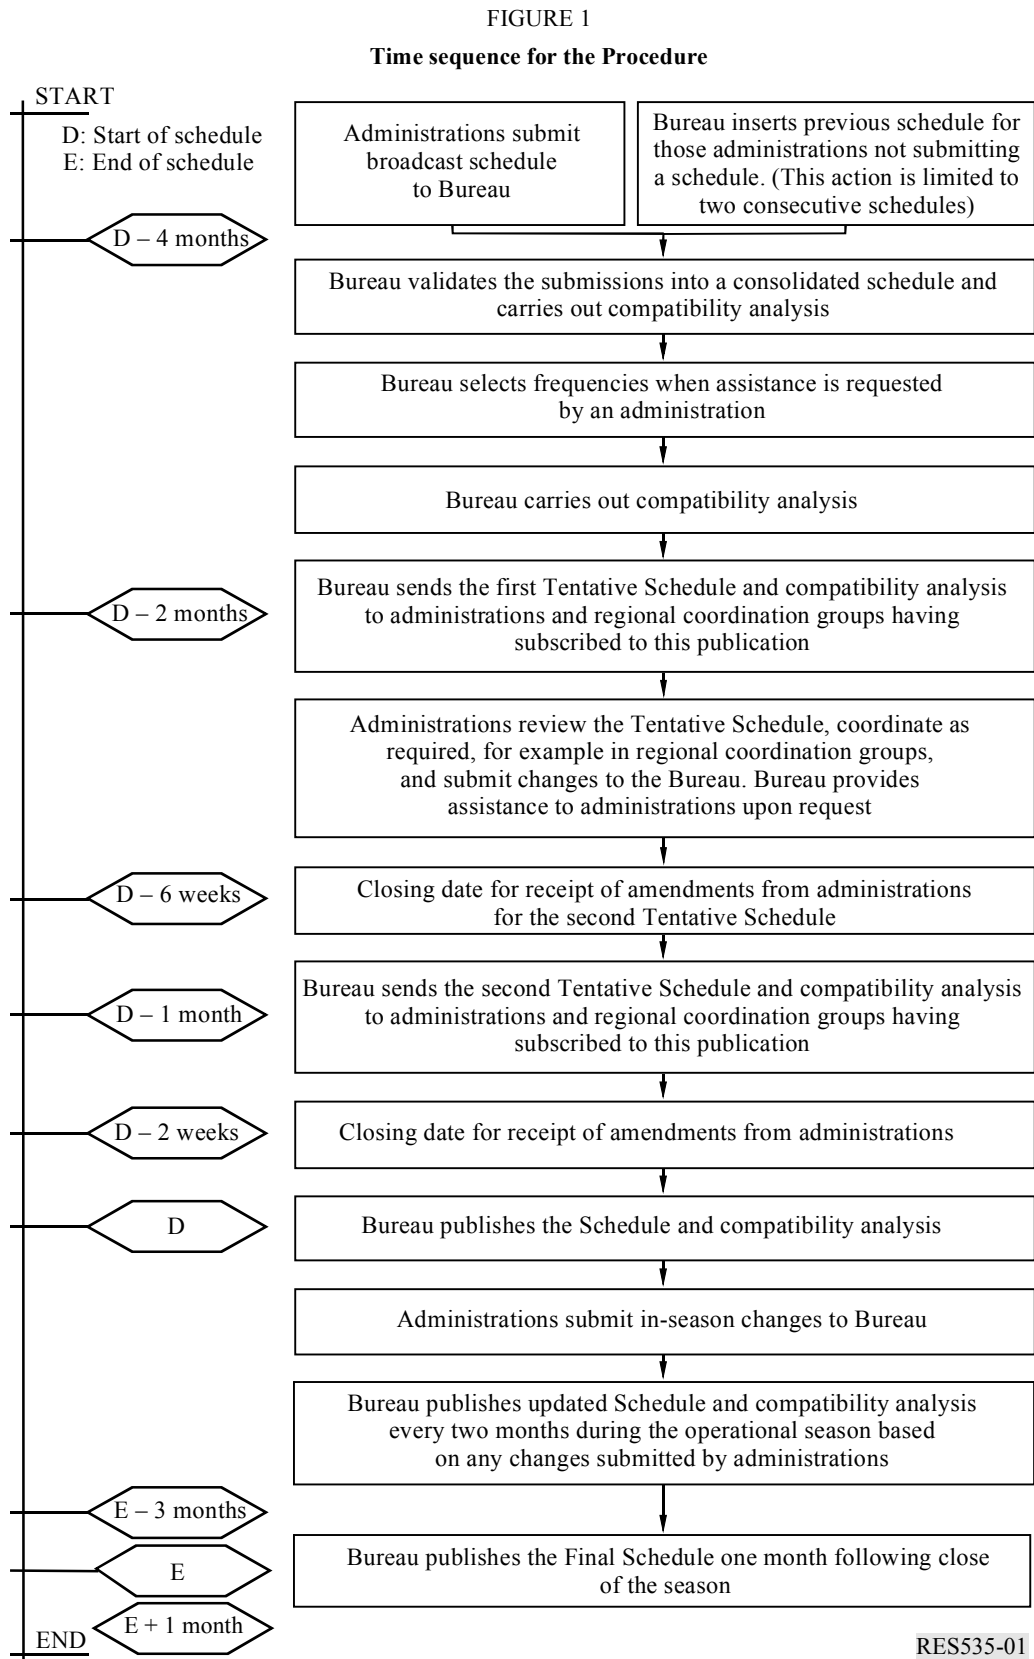 FIGURE 1
Time sequence for the Procedure
START
D: Start of schedule
E: End of schedule
Administrations submit
broadcast schedule
to Bureau
Bureau inserts previous schedule for
those administrations not submitting
a schedule. (This action is limited to
two consecutive schedules)
D – 4 months
Bureau validates the submissions into a consolidated schedule and
carries out compatibility analysis
Bureau selects frequencies when assistance is requested
by an administration
Bureau carries out compatibility analysis
D – 2 months
Bureau sends the first Tentative Schedule and compatibility analysis
to administrations and regional coordination groups having
subscribed to this publication
Administrations review the Tentative Schedule, coordinate as
required, for example in regional coordination groups,
and submit changes to the Bureau. Bureau provides
assistance to administrations upon request
D – 6 weeks
Closing date for receipt of amendments from administrations
for the second Tentative Schedule
D – 1 month
Bureau sends the second Tentative Schedule and compatibility analysis
to administrations and regional coordination groups having
subscribed to this publication
D – 2 weeks
Closing date for receipt of amendments from administrations
D
Bureau publishes the Schedule and compatibility analysis
Administrations submit in-season changes to Bureau
Bureau publishes updated Schedule and compatibility analysis
every two months during the operational season based
on any changes submitted by administrations
E – 3 months
E
Bureau publishes the Final Schedule one month following close
of the season
E + 1 month
END
RES535-01